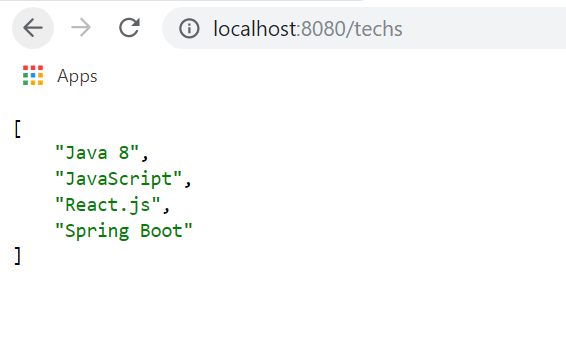 localhost:8080/techs
Apps
[
"Java 8",
"JavaScript",
"React.js",
"Spring Boot"
]